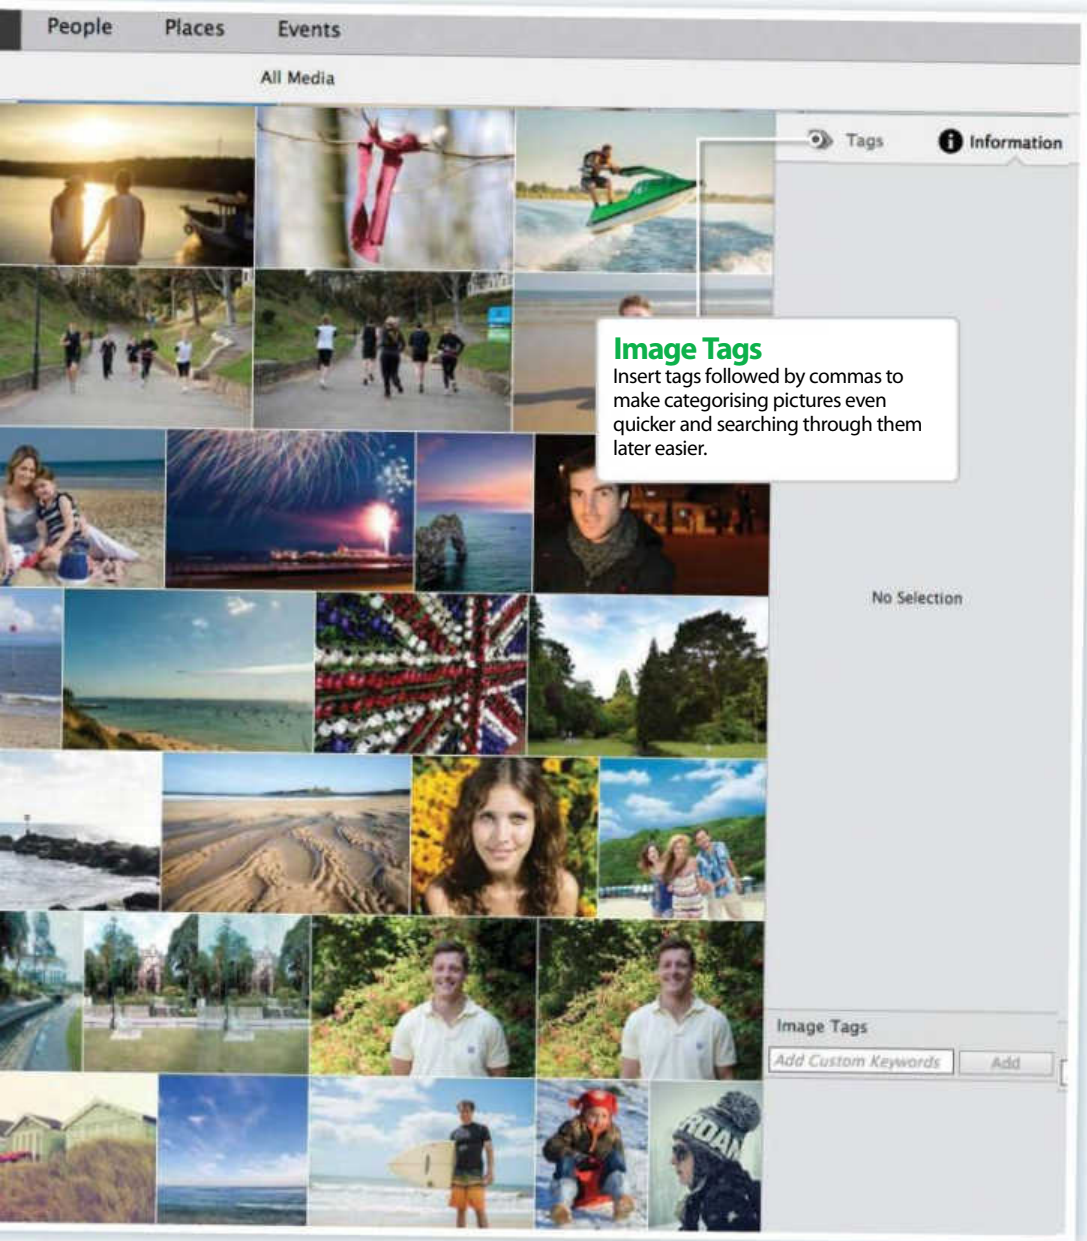 People Places Events
All Media
Tags Information
Image Tags
Insert tags followed by commas to
make categorising pictures even
quicker and searching through them
later easier.
No Selection
Image Tags
Add Custom Keywords Add
RDAN